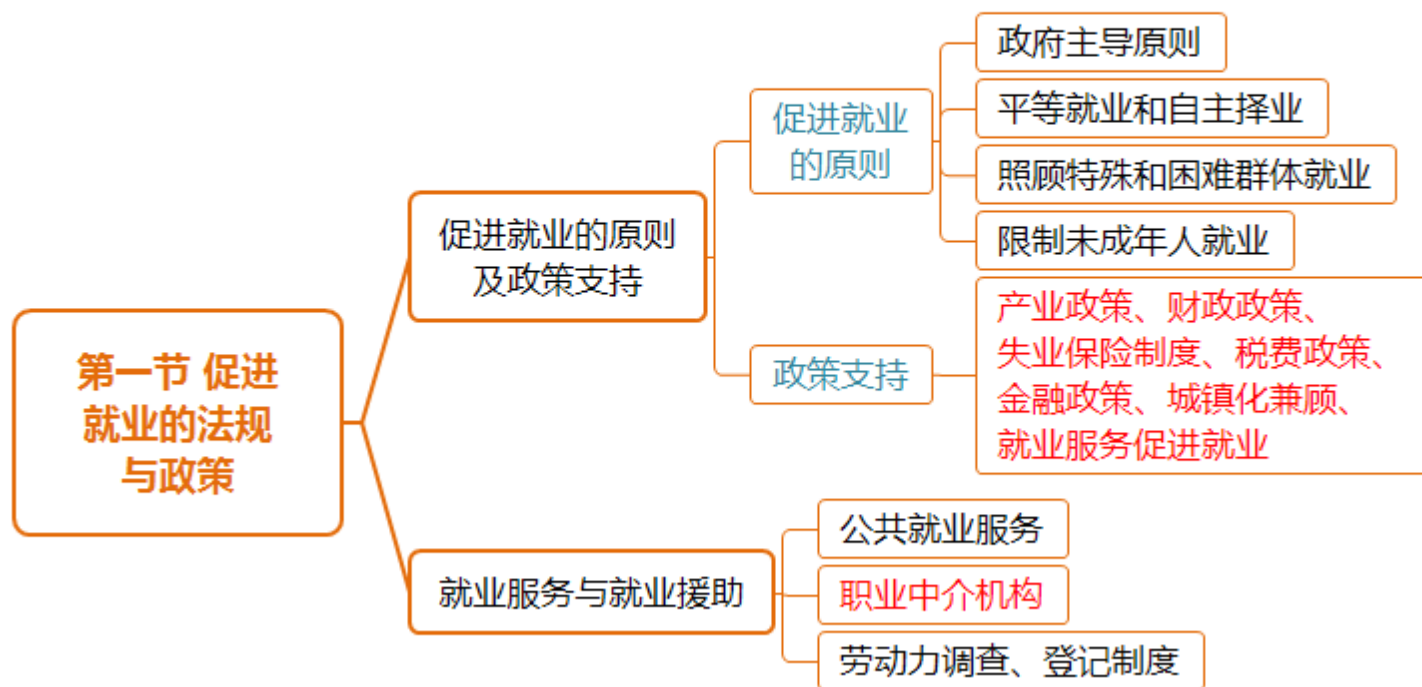 第一节 促进
就业的法规
与政策
促进就业的原则
及政策支持
促进就业
的原则
政府主导原则
平等就业和自主择业
照顾特殊和困难群体就业
限制未成年人就业
政策支持
产业政策、财政政策、
失业保险制度、税费政策、
金融政策、城镇化兼顾、
就业服务促进就业
就业服务与就业援助
公共就业服务
职业中介机构
劳动力调查、登记制度